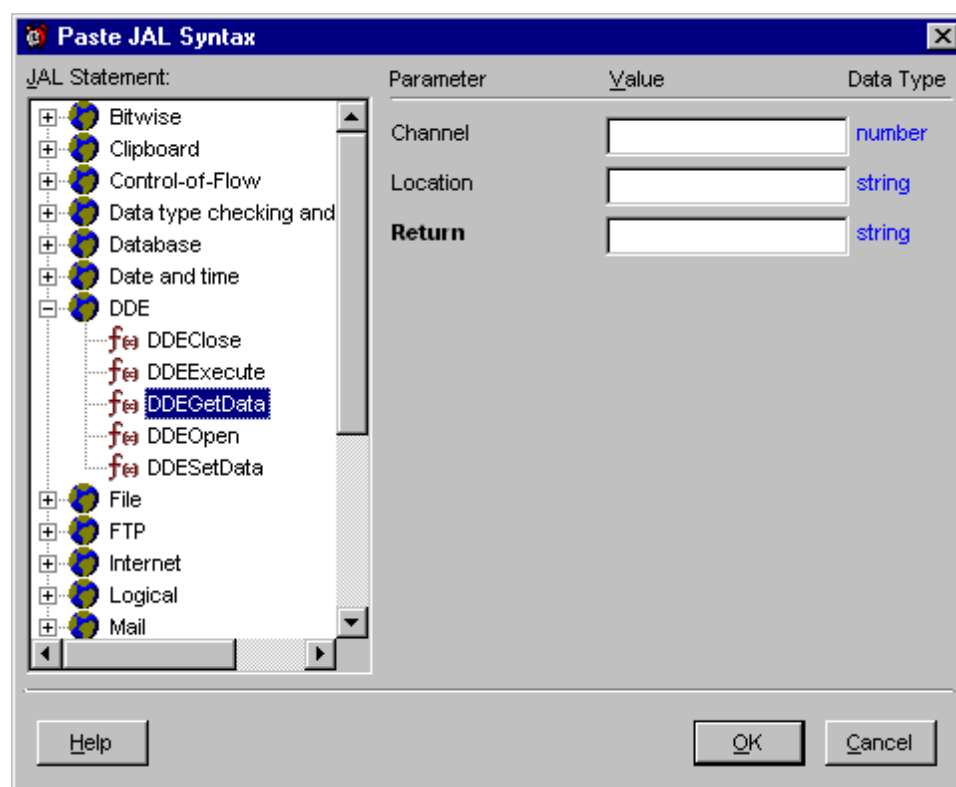 Paste JAL Syntax
JAL Statement:
Parameter Value Data Type
Bitwise
Clipboard
Control-of-Flow
Data type checking and
Database
Date and time
DDE
f(x) DDEClose
f(x) DDEExecute
f(x) DDEGetData
f(x) DDEOpen
f(x) DDESetData
File
FTP
Internet
Logical
Mail
Channel number
Location string
Return string
Help OK Cancel